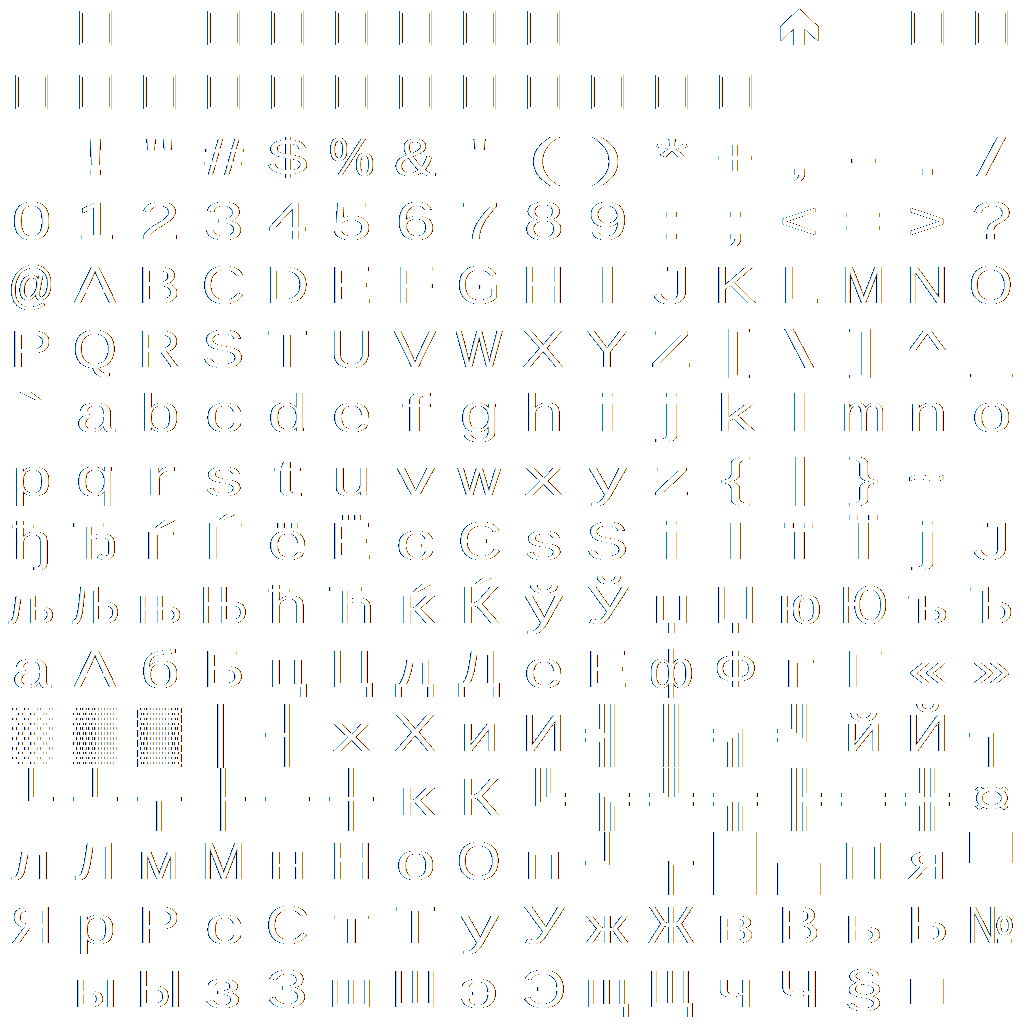 ! " # $ % & ' ( ) * + , - . /
0 1 2 3 4 5 6 7 8 9 : ; < = > ?
@ A B C D E F G H I J K L M N O
P Q R S T U V W X Y Z [ \ ] ^ _
` a b c d e f g h i j k l m n o
p q r s t u v w x y z { | } ~
ђ Ђ ѓ Ѓ ё Ё є Є ѕ Ѕ і І ї Ї ј Ј
љ Љ њ Њ ћ Ћ ќ Ќ ў Ў џ Џ ю Ю ъ Ъ
а А б Б ц Ц д Д е Е ф Ф г Г « »
░ ▒ ▓ │ ┤ х Х и И ╣ ║ ╗ ╝ й Й ┐
└ ┴ ┬ ├ ─ ┼ к К ╚ ╔ ╩ ╦ ╠ ═ ╬ ¤
л Л м М н Н о О п ┘ ┌ █ ▄ П я ▀
Я р Р с С т Т у У ж Ж в В ь Ь №
ы Ы з З ш Ш э Э щ Щ ч Ч § ■